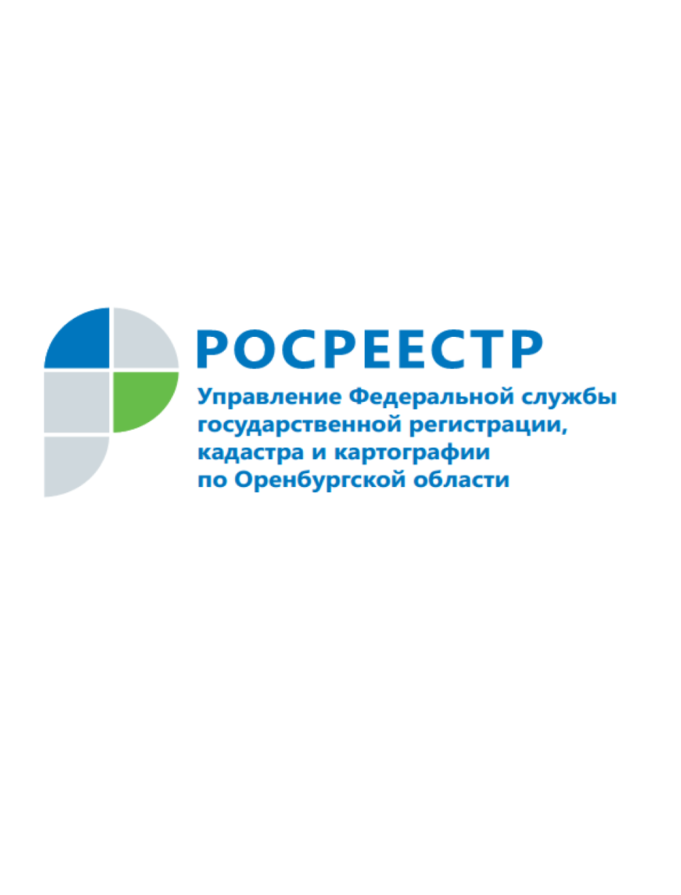 РОСРЕЕСТР
Управление Федеральной службы
государственной регистрации,
кадастра и картографии
по Оренбургской области